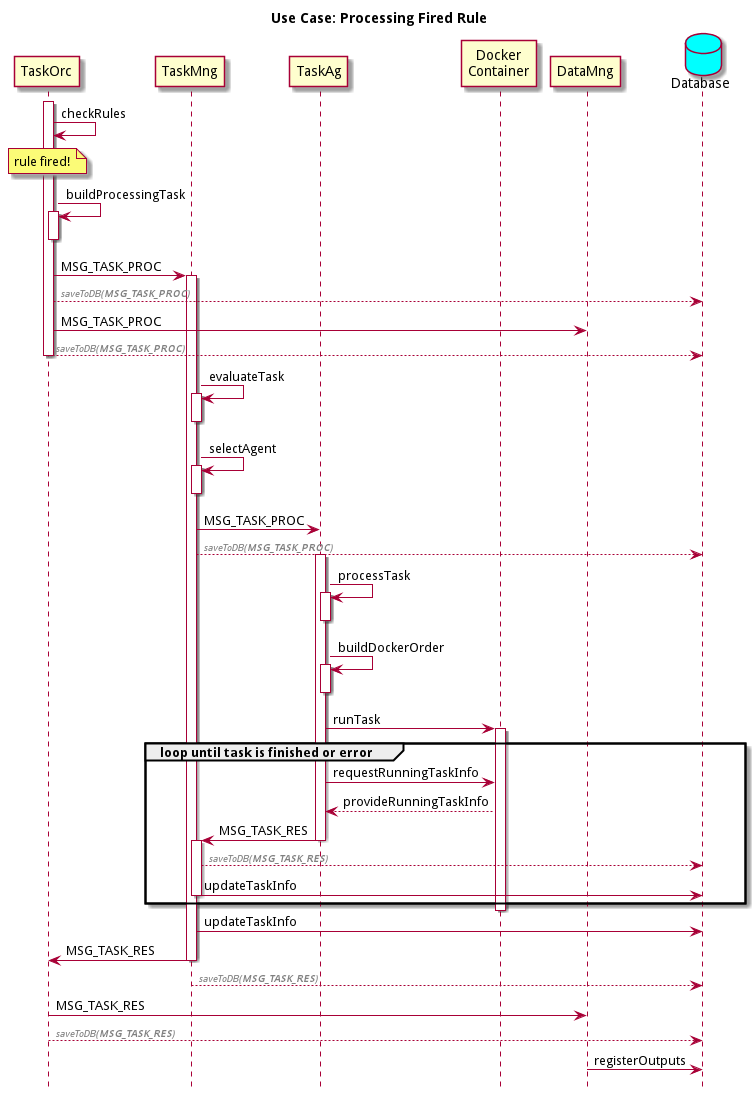 Use Case: Processing Fired Rule
TaskOrc
TaskMng
TaskAg
Docker
Container
DataMng
Database
checkRules
rule fired!
buildProcessingTask
MSG_TASK_PROC
saveToDB(MSG_TASK_PROC)
MSG_TASK_PROC
saveToDB(MSG_TASK_PROC)
evaluateTask
selectAgent
MSG_TASK_PROC
saveToDB(MSG_TASK_PROC)
processTask
buildDockerOrder
runTask
loop until task is finished or error
requestRunningTaskInfo
provideRunningTaskInfo
MSG_TASK_RES
saveToDB(MSG_TASK_RES)
updateTaskInfo
updateTaskInfo
MSG_TASK_RES
saveToDB(MSG_TASK_RES)
MSG_TASK_RES
saveToDB(MSG_TASK_RES)
registerOutputs